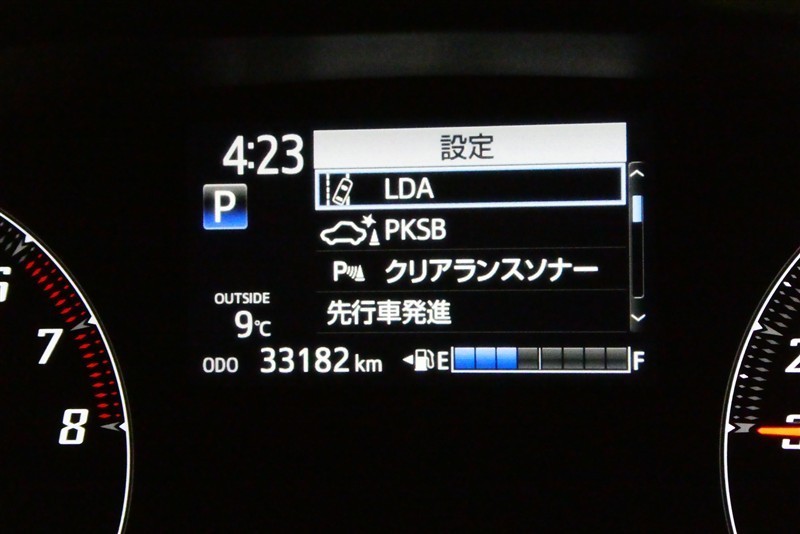 4:23
設定
LDA
P
PKSB
P クリアランスソナー
OUTSIDE
先行車発進
9℃
ODO 33182 km
E F
7
8
2